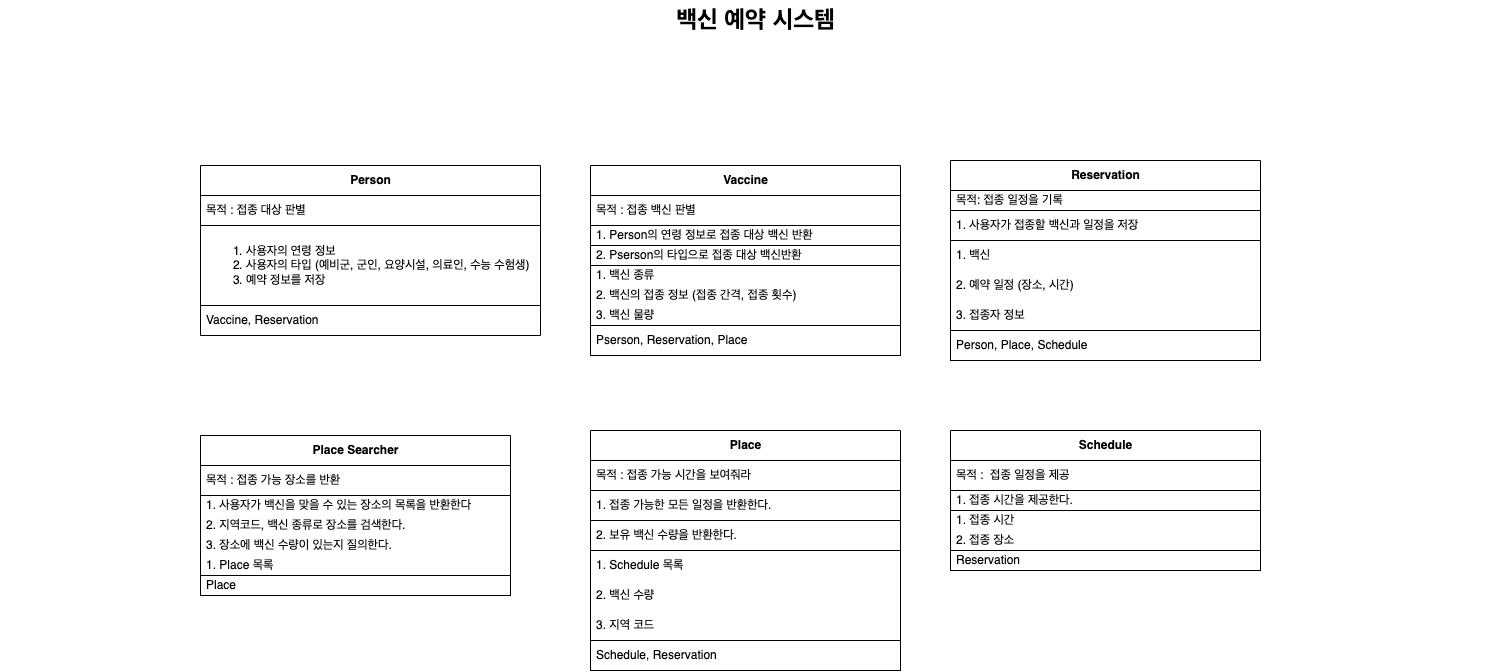 백신 예약 시스템
Person
목적 : 접종 대상 판별
1. 사용자의 연령 정보
2. 사용자의 타입 (예비군, 군인, 요양시설, 의료인, 수능 수험생)
3. 예약 정보를 저장
Vaccine, Reservation
Vaccine
목적 : 접종 백신 판별
1. Person의 연령 정보로 접종 대상 백신 반환
2. Pserson의 타입으로 접종 대상 백신반환
1. 백신 종류
2. 백신의 접종 정보 (접종 간격, 접종 횟수)
3. 백신 물량
Pserson, Reservation, Place
Reservation
목적: 접종 일정을 기록
1. 사용자가 접종할 백신과 일정을 저장
1. 백신
2. 예약 일정 (장소, 시간)
3. 접종자 정보
Person, Place, Schedule
Place Searcher
목적 : 접종 가능 장소를 반환
1. 사용자가 백신을 맞을 수 있는 장소의 목록을 반환한다
2. 지역코드, 백신 종류로 장소를 검색한다.
3. 장소에 백신 수량이 있는지 질의한다.
1. Place 목록
Place
Place
목적 : 접종 가능 시간을 보여줘라
1. 접종 가능한 모든 일정을 반환한다.
2. 보유 백신 수량을 반환한다.
1. Schedule 목록
2. 백신 수량
3. 지역 코드
Schedule, Reservation
Schedule
목적 :  접종 일정을 제공
1. 접종 시간을 제공한다.
1. 접종 시간
2. 접종 장소
Reservation